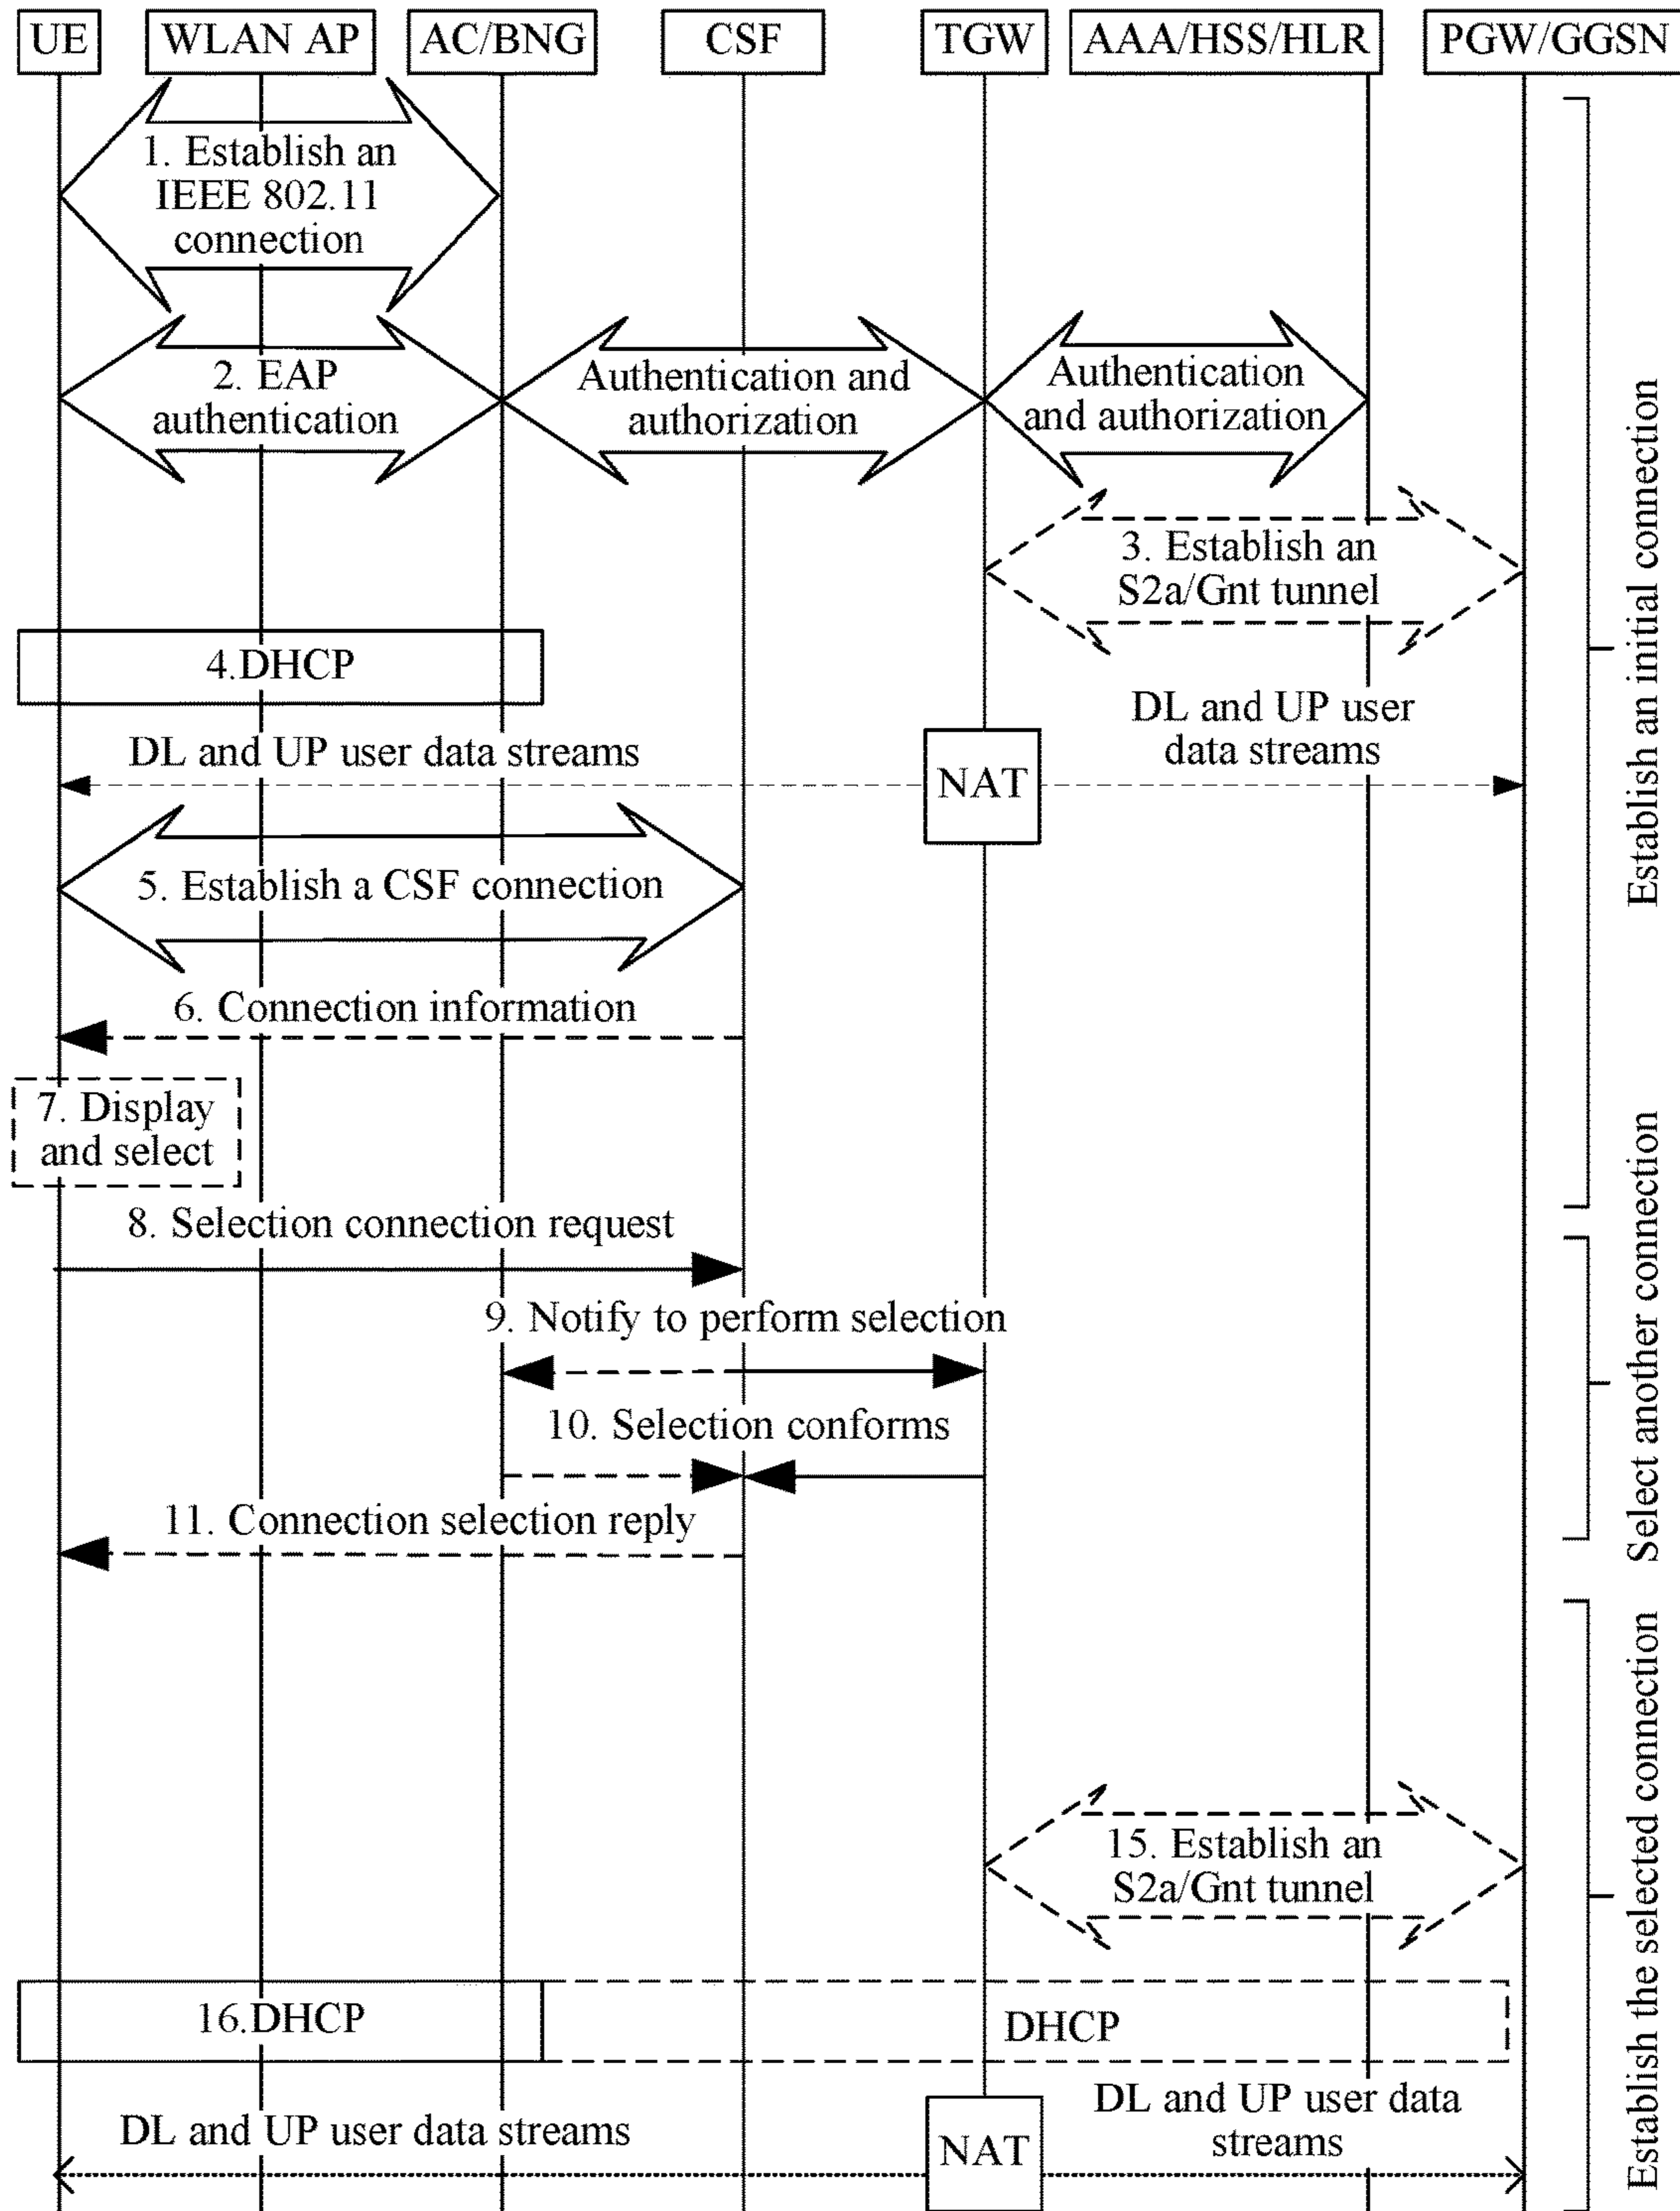 UE
WLAN AP
AC/BNG
CSF
TGW
AAA/HSS/HLR
PGW/GGSN
1. Establish an
IEEE 802.11
connection
2. EAP
authentication
Authentication and
authorization
Authentication
and authorization
3. Establish an
S2a/Gnt tunnel
4.DHCP
DL and UP user data streams
NAT
DL and UP user
data streams
5. Establish a CSF connection
6. Connection information
7. Display
and select
Establish an initial connection
8. Selection connection request
9. Notify to perform selection
10. Selection conforms
11. Connection selection reply
Select another connection
15. Establish an
S2a/Gnt tunnel
16.DHCP
DHCP
DL and UP user data streams
NAT
DL and UP user data
streams
Establish the selected connection